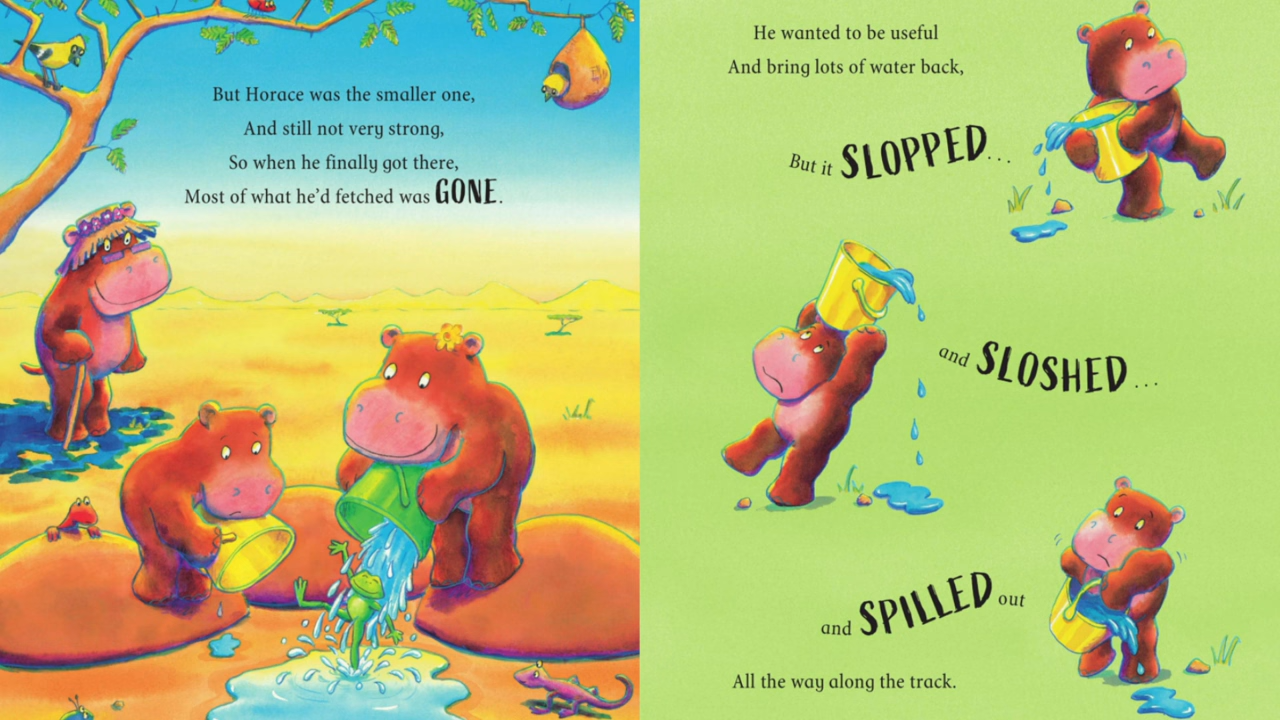 But Horace was the smaller one,
And still not very strong,
So when he finally got there,
Most of what he’d fetched was GONE.
He wanted to be useful
And bring lots of water back,
But it SLOPPED...
and SLOSHED...
and SPILLED out
All the way along the track.